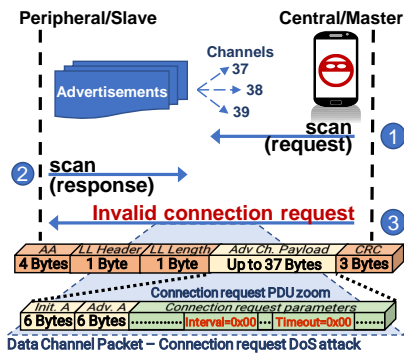 Peripheral/Slave
Central/Master
Channels
37
38
39
Advertisements
1
scan
(request)
2
scan
(response)
Invalid connection request
3
AA
LL Header
LL Length
Adv Ch. Payload
CRC
4 Bytes
1 Byte
1 Byte
Up to 37 Bytes
3 Bytes
Connection request PDU zoom
Init. A
Adv. A
Connection request parameters
6 Bytes
6 Bytes
interval=0x00
Timeout=0x00
Data Channel Packet – Connection request DoS attack